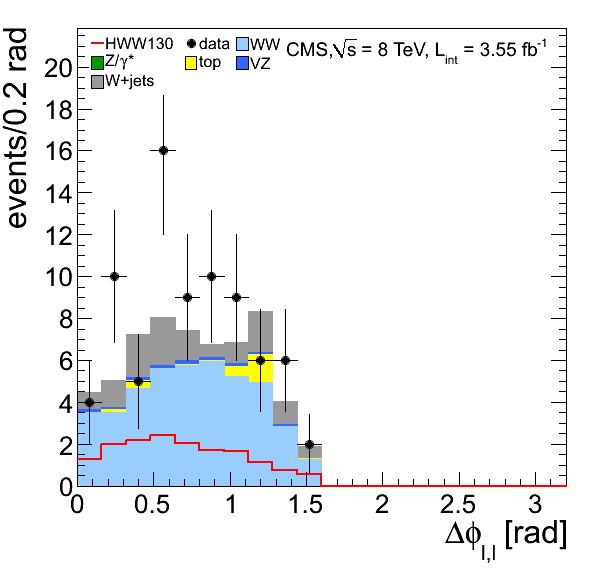 HWW130 data WW CMS,√s = 8 TeV, L_int = 3.55 fb⁻¹
Z/γ* top VZ
W+jets
events/0.2 rad
20
18
16
14
12
10
8
6
4
2
0
0 0.5 1 1.5 2 2.5 3
Δϕ_l,l [rad]